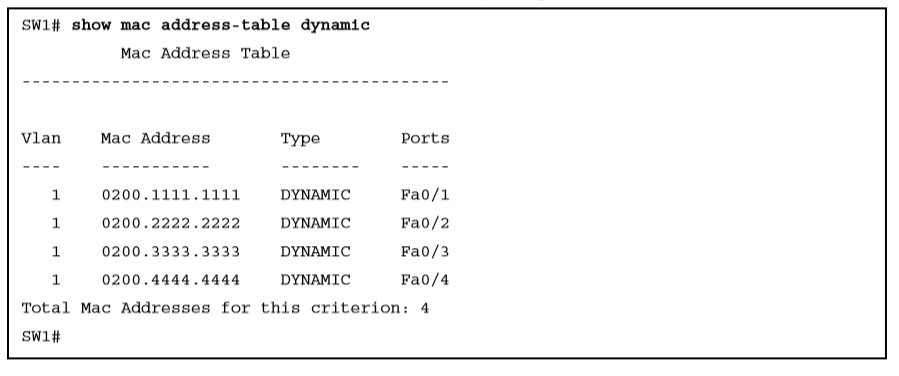 SW1# show mac address-table dynamic
Mac Address Table
-------------------------------------------
Vlan Mac Address Type Ports
---- ----------- -------- -----
1 0200.1111.1111 DYNAMIC Fa0/1
1 0200.2222.2222 DYNAMIC Fa0/2
1 0200.3333.3333 DYNAMIC Fa0/3
1 0200.4444.4444 DYNAMIC Fa0/4
Total Mac Addresses for this criterion: 4
SW1#